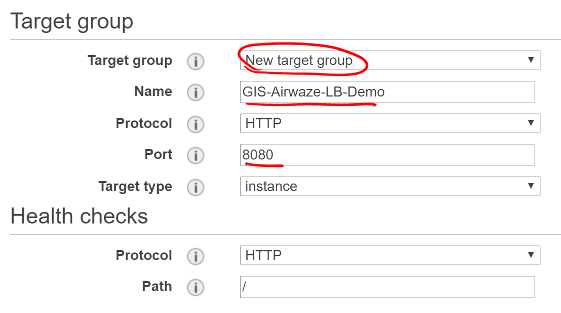 Target group
Target group i New target group
Name i GIS-Airwaze-LB-Demo
Protocol i HTTP
Port i 8080
Target type i instance
Health checks
Protocol i HTTP
Path i /